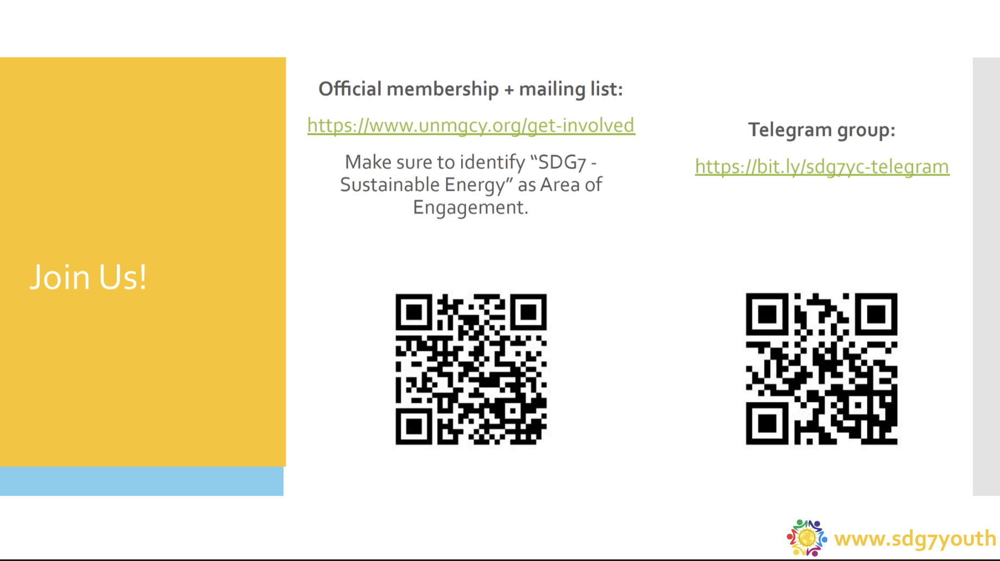 Join Us!
Official membership + mailing list:
https://www.unmgcy.org/get-involved
Make sure to identify “SDG7 -
Sustainable Energy” as Area of
Engagement.
Telegram group:
https://bit.ly/sdg7yc-telegram
www.sdg7youth